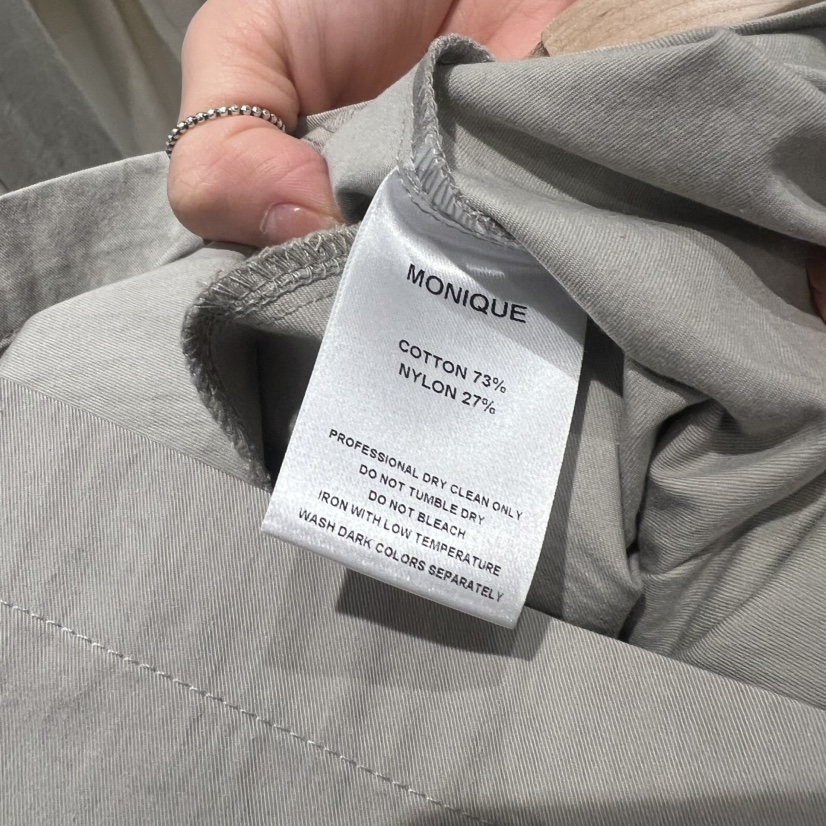 MONIQUE
COTTON 73%
NYLON 27%
PROFESSIONAL DRY CLEAN ONLY
DO NOT TUMBLE DRY
DO NOT BLEACH
IRON WITH LOW TEMPERATURE
WASH DARK COLORS SEPARATELY